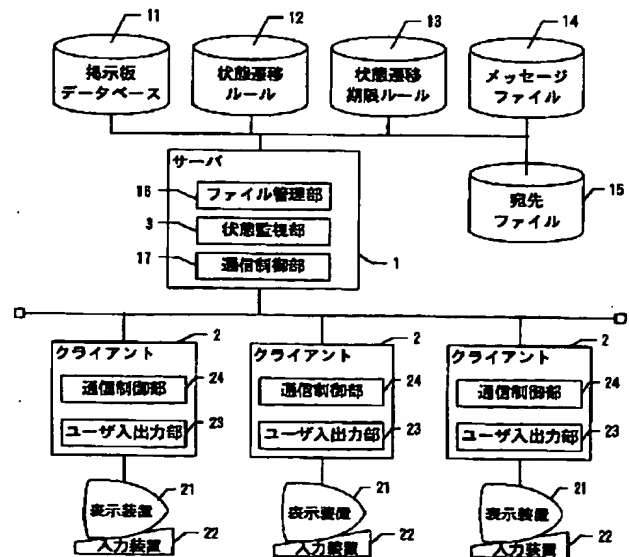 11
12
13
14
掲示板
データベース
状態遷移
ルール
状態遷移
期限ルール
メッセージ
ファイル
サーバ
宛先
ファイル
15
16
ファイル管理部
3
状態監視部
17
通信制御部
1
2
2
2
クライアント
クライアント
クライアント
通信制御部
24
通信制御部
24
通信制御部
24
ユーザ入出力部
23
ユーザ入出力部
23
ユーザ入出力部
23
21
21
21
表示装置
表示装置
表示装置
22
22
22
入力装置
入力装置
入力装置